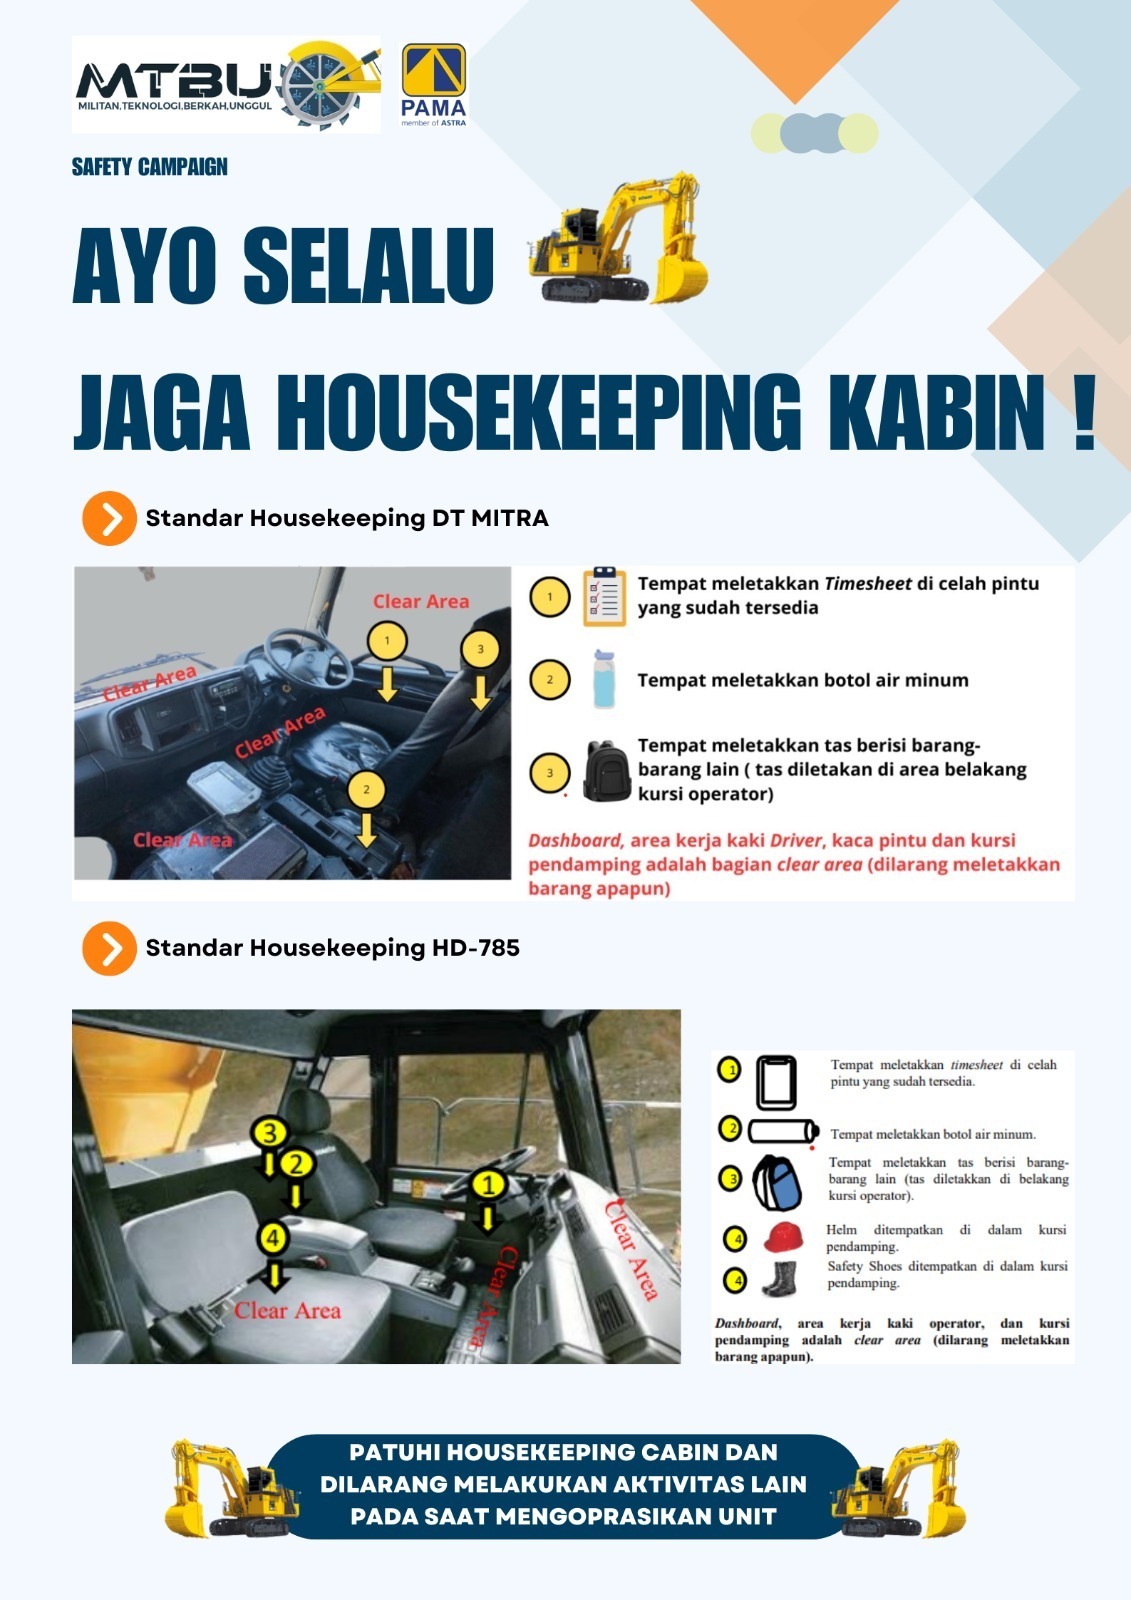 MTBU
MILITAN,TEKNOLOGI,BERKAH,UNGGUL
PAMA
member of ASTRA
SAFETY CAMPAIGN
AYO SELALU
JAGA HOUSEKEEPING KABIN !
Standar Housekeeping DT MITRA
Clear Area
1
3
Clear Area
Clear Area
2
Clear Area
1
Tempat meletakkan Timesheet di celah pintu
yang sudah tersedia
2
Tempat meletakkan botol air minum
3
Tempat meletakkan tas berisi barang-
barang lain ( tas diletakan di area belakang
kursi operator)
Dashboard, area kerja kaki Driver, kaca pintu dan kursi
pendamping adalah bagian clear area (dilarang meletakkan
barang apapun)
Standar Housekeeping HD-785
3
2
1
4
Clear Area
Clear Area
Clear Area
1
Tempat meletakkan timesheet di celah
pintu yang sudah tersedia.
2
Tempat meletakkan botol air minum.
3
Tempat meletakkan tas berisi barang-
barang lain (tas diletakkan di belakang
kursi operator).
4
Helm ditempatkan di dalam kursi
pendamping.
4
Safety Shoes ditempatkan di dalam kursi
pendamping.
Dashboard, area kerja kaki operator, dan kursi
pendamping adalah clear area (dilarang meletakkan
barang apapun).
PATUHI HOUSEKEEPING CABIN DAN
DILARANG MELAKUKAN AKTIVITAS LAIN
PADA SAAT MENGOPRASIKAN UNIT